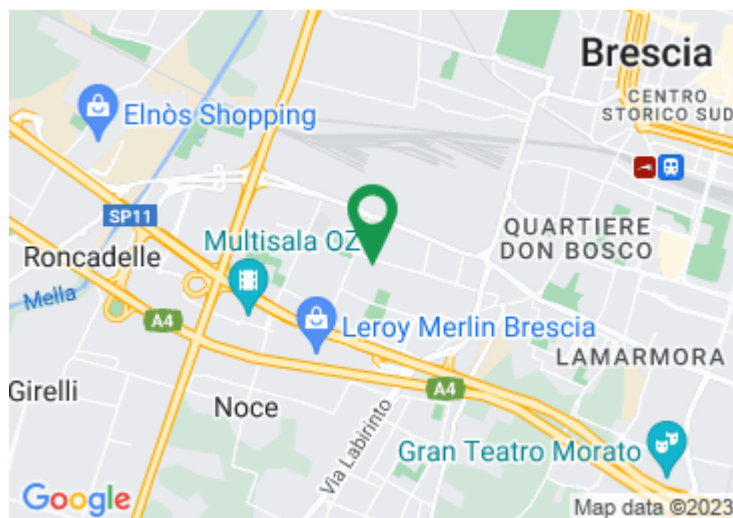 Brescia
CENTRO
STORICO SUD
Elnòs Shopping
SP11
QUARTIERE
DON BOSCO
Multisala OZ
Roncadelle
Mella
A4
Leroy Merlin Brescia
LAMARMORA
A4
Girelli
Noce
Via Labirinto
Gran Teatro Morato
Google
Map data ©2023